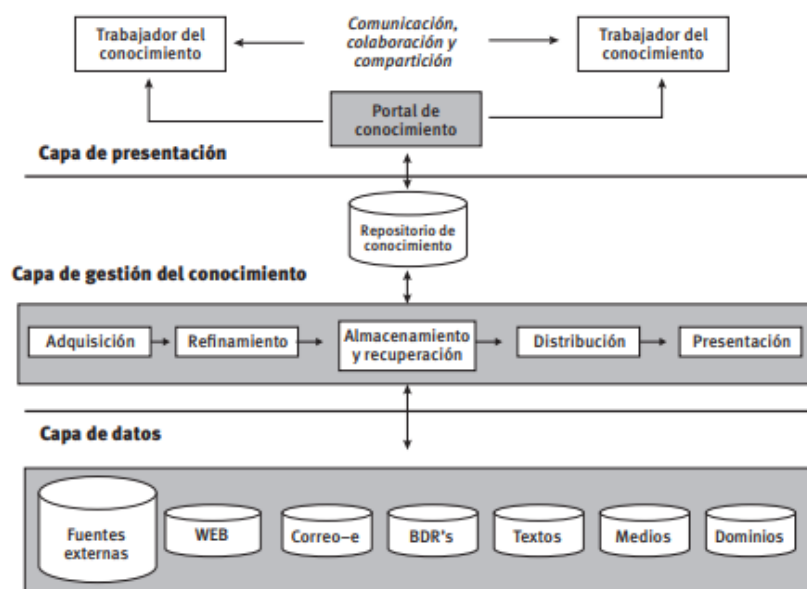 Trabajador del
conocimiento
Comunicación,
colaboración y
compartición
Trabajador del
conocimiento
Portal de
conocimiento
Capa de presentación
Repositorio de
conocimiento
Capa de gestión del conocimiento
Adquisición
Refinamiento
Almacenamiento
y recuperación
Distribución
Presentación
Capa de datos
Fuentes
externas
WEB
Correo–e
BDR's
Textos
Medios
Dominios